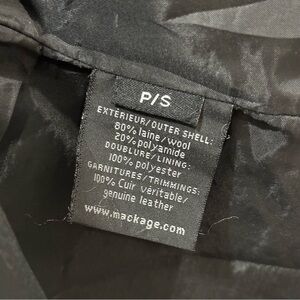 P/S
EXTÉRIEUR/OUTER SHELL:
80% laine/wool
20% polyamide
DOUBLURE/LINING:
100% polyester
GARNITURES/TRIMMINGS:
100% Cuir véritable/
genuine leather
www.mackage.com